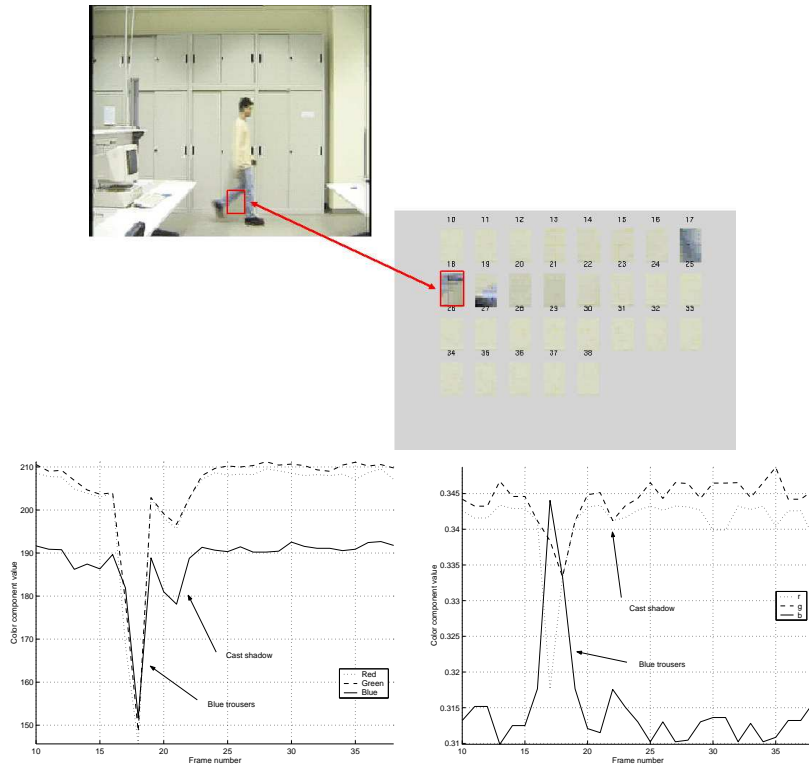 10 11 12 13 14 15 16 17
18 19 20 21 22 23 24 25
26 27 28 29 30 31 32 33
34 35 36 37 38
210
200
190
180
170
160
150
10 15 20 25 30 35
Color component value
Frame number
Cast shadow
Blue trousers
Red
Green
Blue
0.345
0.34
0.335
0.33
0.325
0.32
0.315
0.31
10 15 20 25 30 35
Color component value
Frame number
Cast shadow
Blue trousers
r
g
b